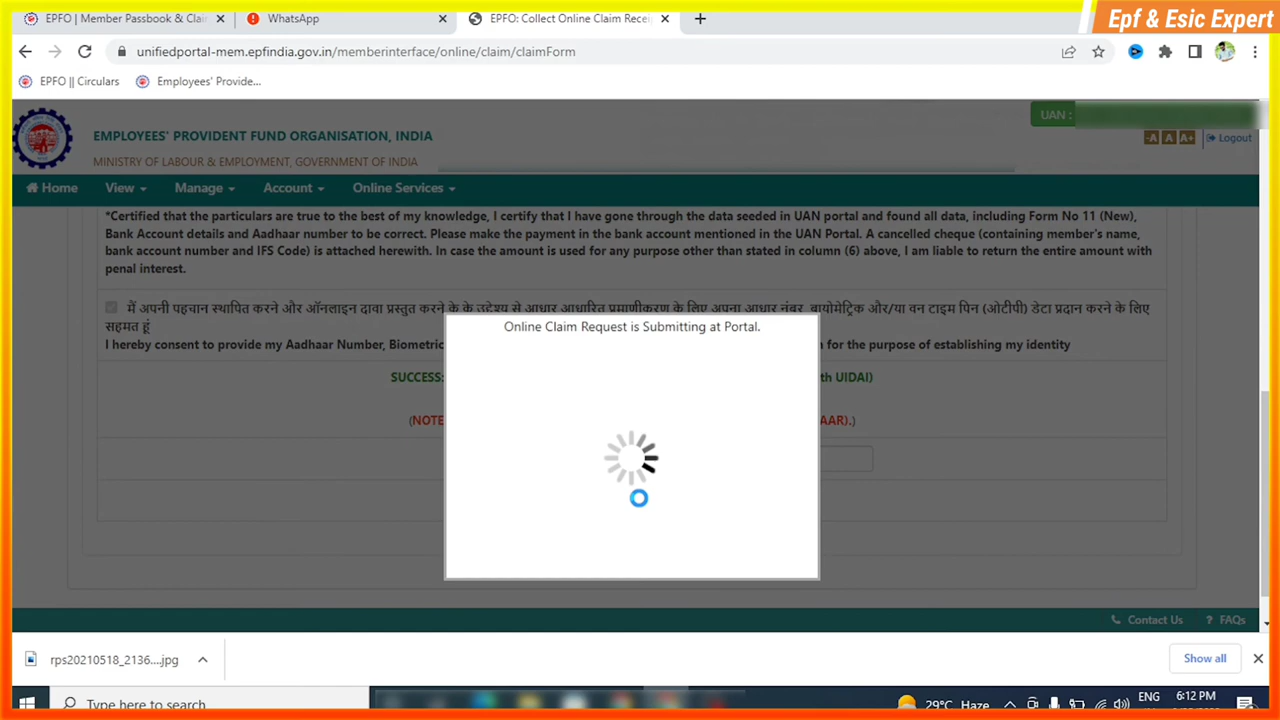 EPFO | Member Passbook & Clai
WhatsApp
EPFO: Collect Online Claim Recei
Epf & Esic Expert
unifiedportal-mem.epfindia.gov.in/memberinterface/online/claim/claimForm
EPFO || Circulars
Employees' Provide...
UAN :
EMPLOYEES' PROVIDENT FUND ORGANISATION, INDIA
MINISTRY OF LABOUR & EMPLOYMENT, GOVERNMENT OF INDIA
-A A A+ Logout
Home View Manage Account Online Services
*Certified that the particulars are true to the best of my knowledge, I certify that I have gone through the data seeded in UAN portal and found all data, including Form No 11 (New),
Bank Account details and Aadhaar number to be correct. Please make the payment in the bank account mentioned in the UAN Portal. A cancelled cheque (containing member's name,
bank account number and IFS Code) is attached herewith. In case the amount is used for any purpose other than stated in column (6) above, I am liable to return the entire amount with
penal interest.
मैं अपनी पहचान स्थापित करने और ऑनलाइन दावा प्रस्तुत करने के के उद्देश्य से आधार आधारित प्रमाणीकरण के लिए अपना आधार नंबर, बायोमेट्रिक और/या वन टाइम पिन (ओटीपी) डेटा प्रदान करने के लिए
सहमत हूं
I hereby consent to provide my Aadhaar Number, Biometric
n for the purpose of establishing my identity
Online Claim Request is Submitting at Portal.
SUCCESS:
th UIDAI)
(NOTE
AAR).)
Contact Us ? FAQs
rps20210518_2136....jpg
Show all
Type here to search
29°C Haze
ENG
6:12 PM